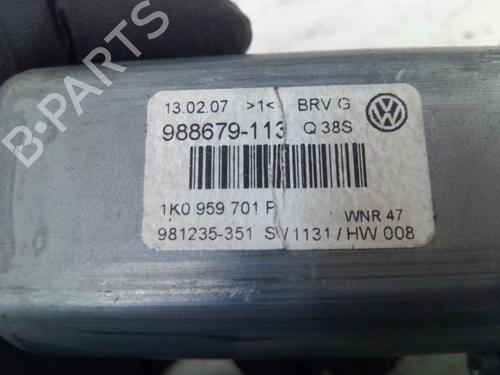 13.02.07 >1< BRV G
988679-113 Q 38S
1K0 959 701 P
WNR 47
981235-351 SW1131 / HW 008
B-PARTS